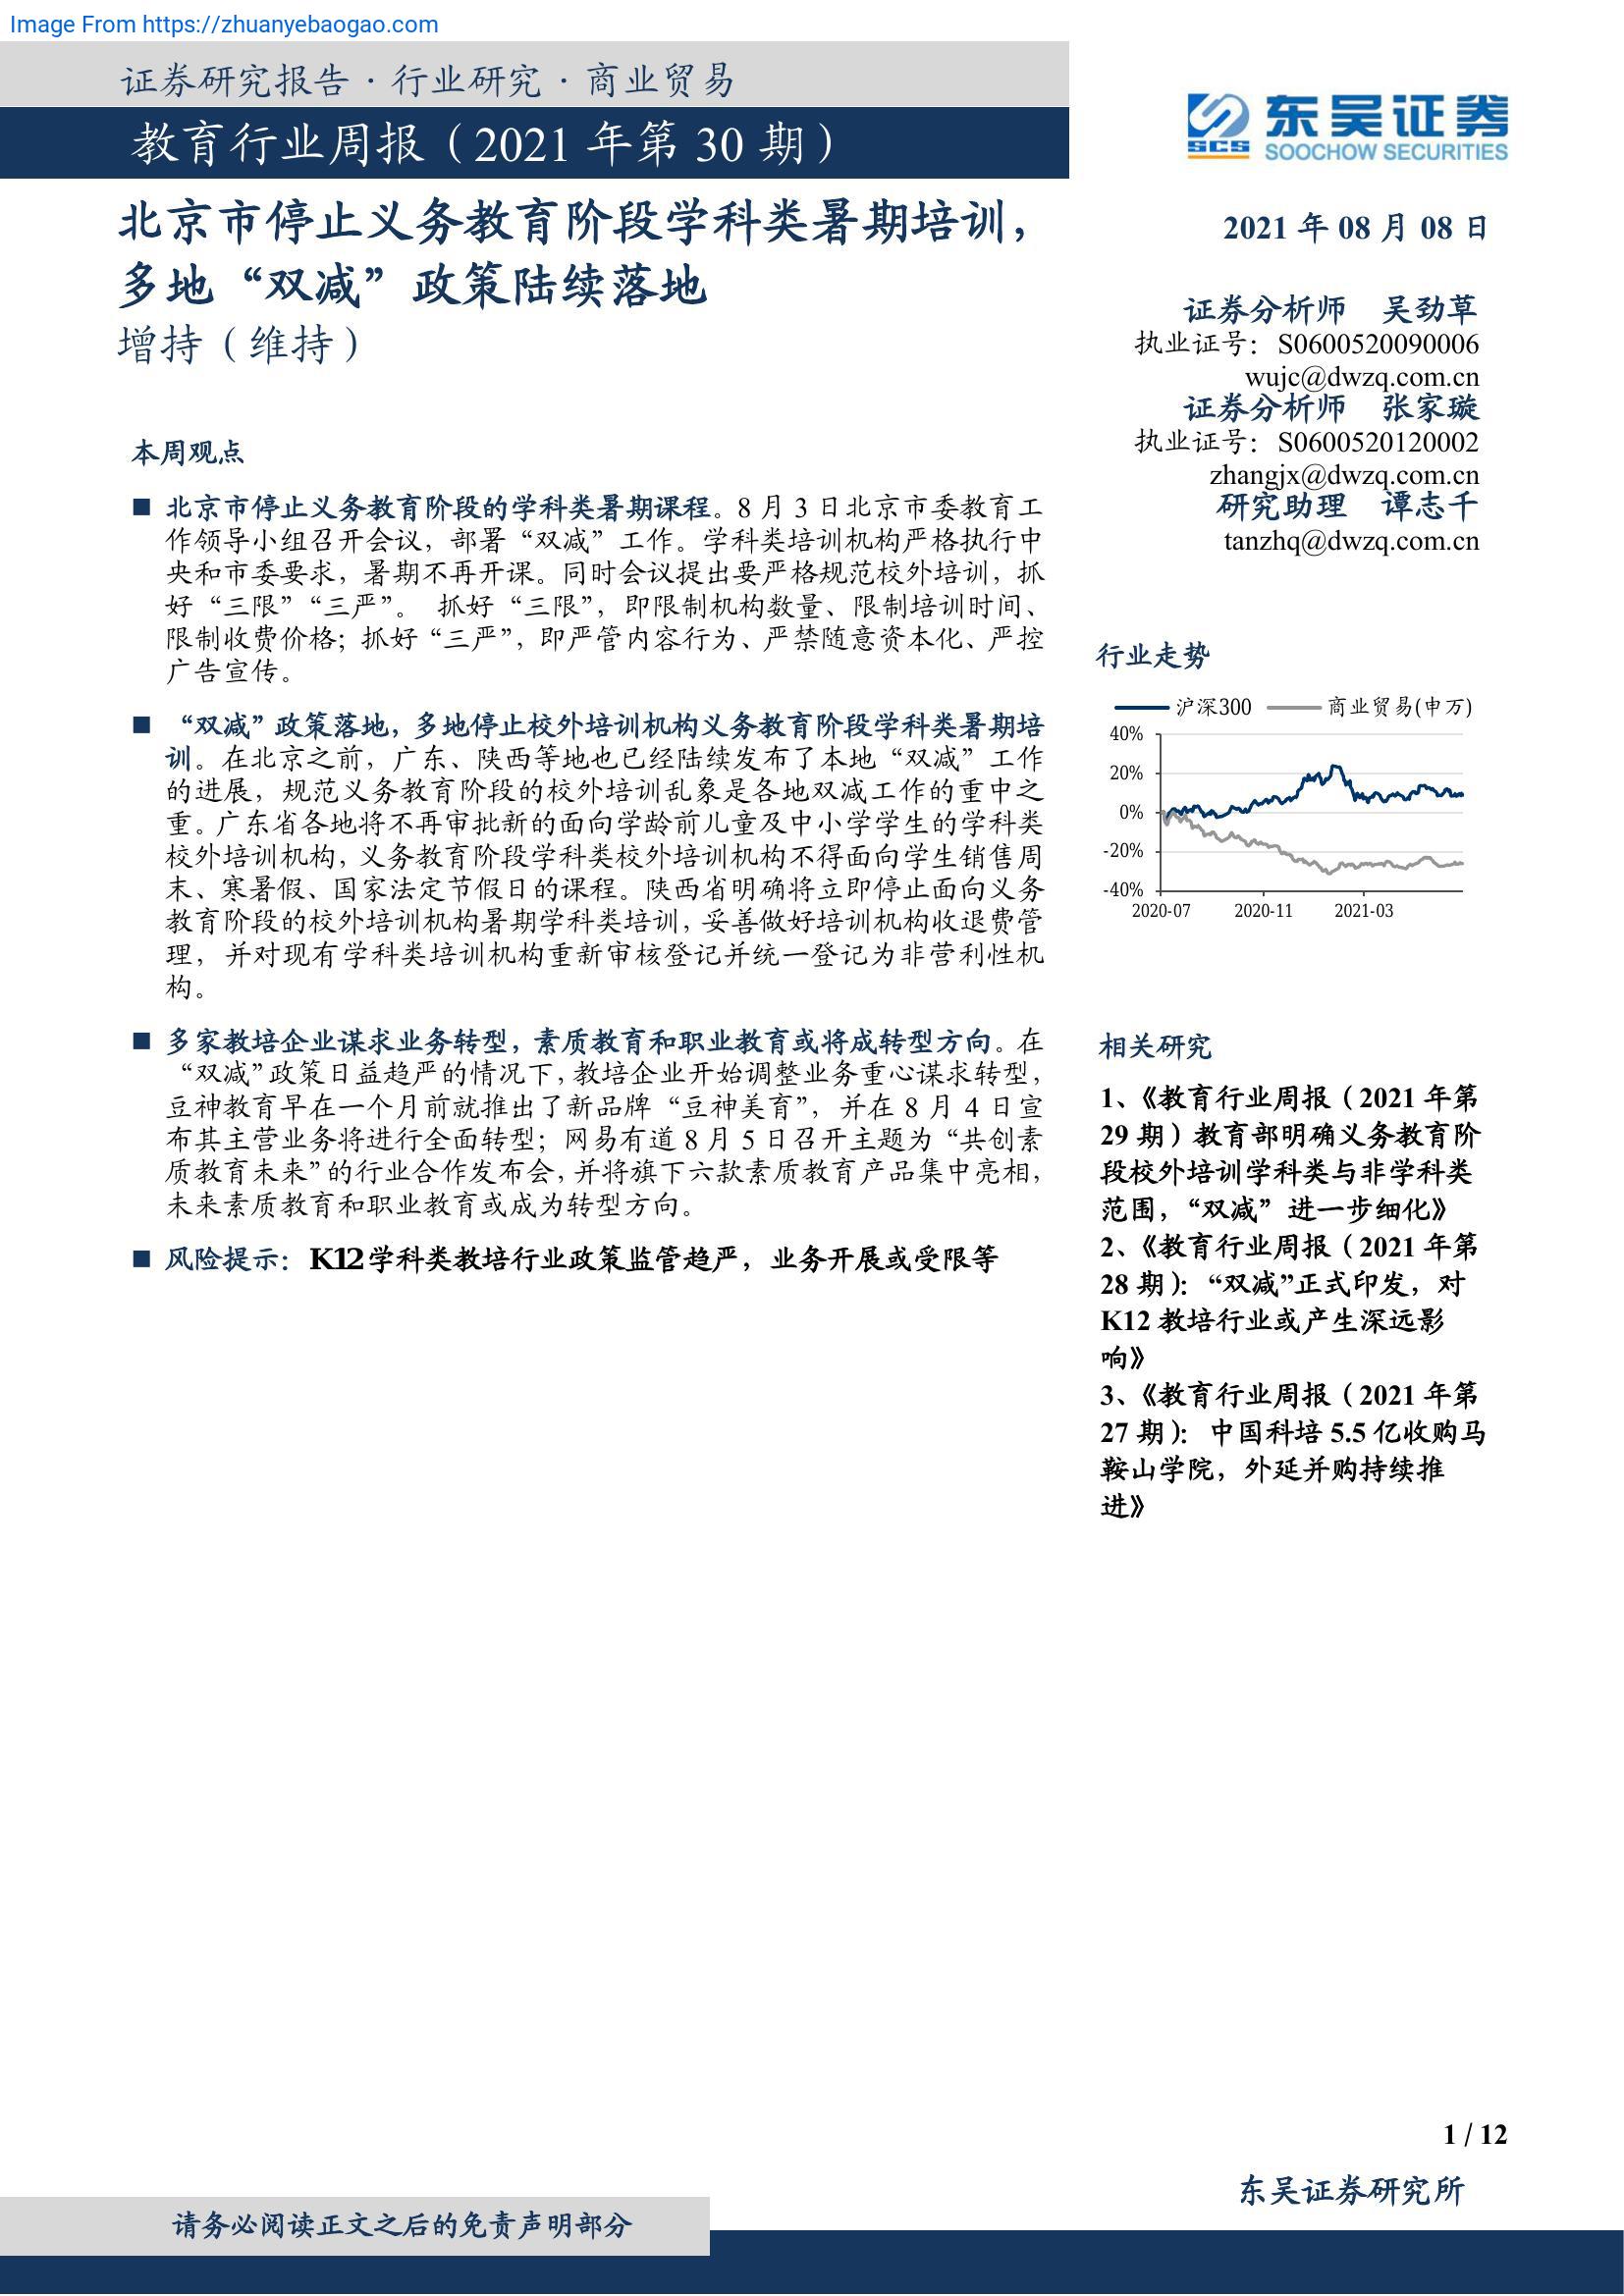 Image From https://zhuanyebaogao.com
证券研究报告·行业研究·商业贸易
教育行业周报（2021 年第 30 期）
东吴证券
SCS
SOOCHOW SECURITIES
北京市停止义务教育阶段学科类暑期培训，
多地“双减”政策陆续落地
增持（维持）
2021 年 08 月 08 日
证券分析师 吴劲草
执业证号：S0600520090006
wujc@dwzq.com.cn
证券分析师 张家璇
执业证号：S0600520120002
zhangjx@dwzq.com.cn
研究助理 谭志千
tanzhq@dwzq.com.cn
本周观点
■ 北京市停止义务教育阶段的学科类暑期课程。8 月 3 日北京市委教育工
作领导小组召开会议，部署“双减”工作。学科类培训机构严格执行中
央和市委要求，暑期不再开课。同时会议提出要严格规范校外培训，抓
好“三限”“三严”。 抓好“三限”，即限制机构数量、限制培训时间、
限制收费价格；抓好“三严”，即严管内容行为、严禁随意资本化、严控
广告宣传。
■ “双减”政策落地，多地停止校外培训机构义务教育阶段学科类暑期培
训。在北京之前，广东、陕西等地也已经陆续发布了本地“双减”工作
的进展，规范义务教育阶段的校外培训乱象是各地双减工作的重中之
重。广东省各地将不再审批新的面向学龄前儿童及中小学学生的学科类
校外培训机构，义务教育阶段学科类校外培训机构不得面向学生销售周
末、寒暑假、国家法定节假日的课程。陕西省明确将立即停止面向义务
教育阶段的校外培训机构暑期学科类培训，妥善做好培训机构收退费管
理，并对现有学科类培训机构重新审核登记并统一登记为非营利性机
构。
■ 多家教培企业谋求业务转型，素质教育和职业教育或将成转型方向。在
“双减”政策日益趋严的情况下，教培企业开始调整业务重心谋求转型，
豆神教育早在一个月前就推出了新品牌“豆神美育”，并在 8 月 4 日宣
布其主营业务将进行全面转型；网易有道 8 月 5 日召开主题为“共创素
质教育未来”的行业合作发布会，并将旗下六款素质教育产品集中亮相，
未来素质教育和职业教育或成为转型方向。
■ 风险提示：K12 学科类教培行业政策监管趋严，业务开展或受限等
行业走势
沪深300 商业贸易(申万)
40%
20%
0%
-20%
-40%
2020-07 2020-11 2021-03
相关研究
1、《教育行业周报（2021 年第
29 期）教育部明确义务教育阶
段校外培训学科类与非学科类
范围，“双减”进一步细化》
2、《教育行业周报（2021 年第
28 期）：“双减”正式印发，对
K12 教培行业或产生深远影
响》
3、《教育行业周报（2021 年第
27 期）：中国科培 5.5 亿收购马
鞍山学院，外延并购持续推
进》
1 / 12
东吴证券研究所
请务必阅读正文之后的免责声明部分